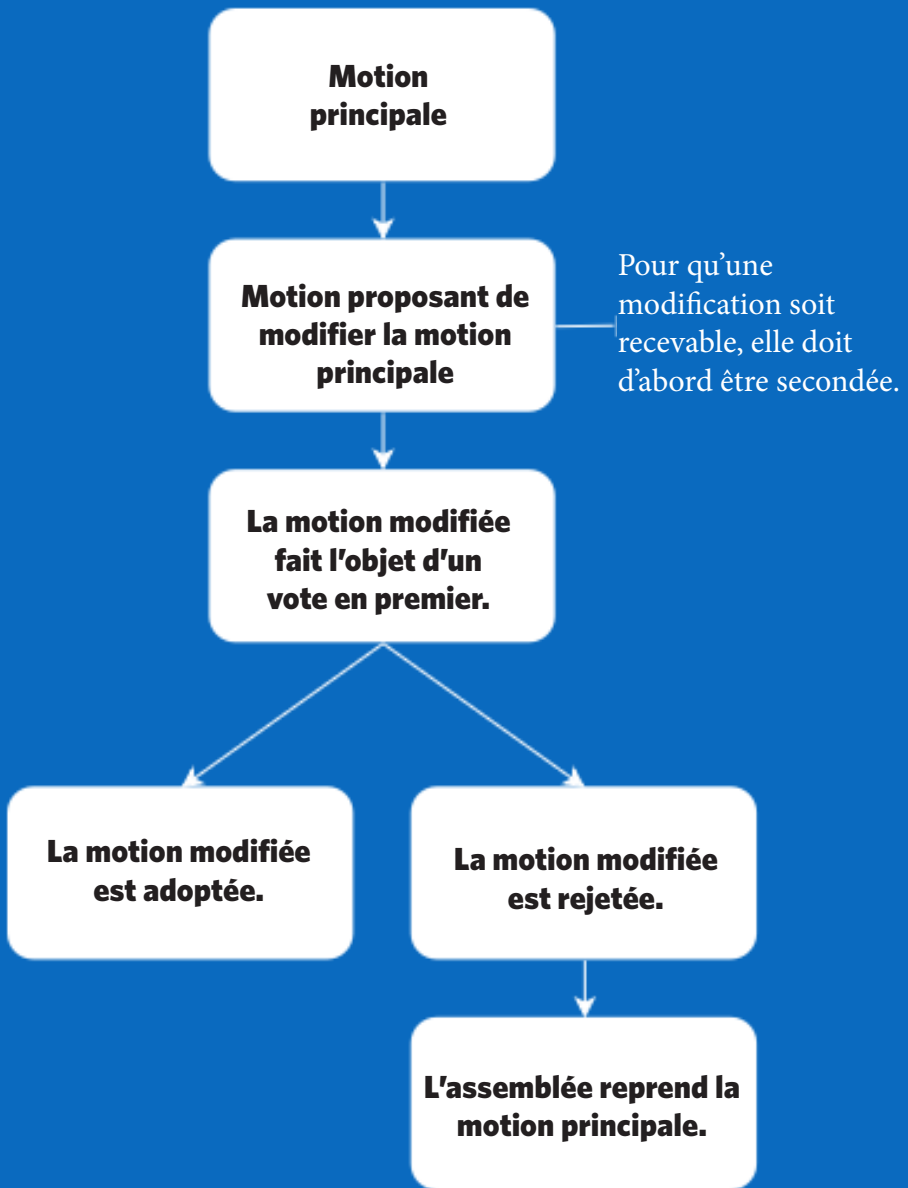 Motion
principale
Motion proposant de
modifier la motion
principale
Pour qu’une
modification soit
recevable, elle doit
d’abord être secondée.
La motion modifiée
fait l’objet d’un
vote en premier.
La motion modifiée
est adoptée.
La motion modifiée
est rejetée.
L’assemblée reprend la
motion principale.